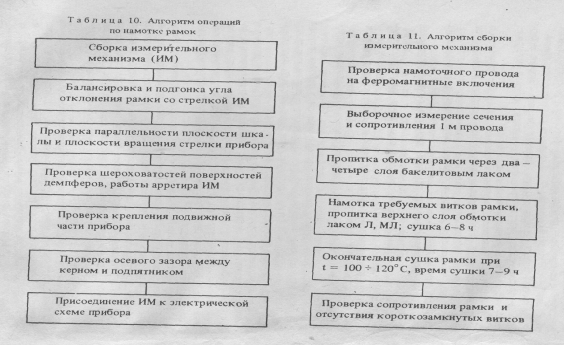 Таблица 10. Алгоритм операций
по намотке рамок
Сборка измерительного
механизма (ИМ)
Балансировка и подгонка угла
отклонения рамки со стрелкой ИМ
Проверка параллельности плоскости шка-
лы и плоскости вращения стрелки прибора
Проверка шероховатостей поверхностей
демпферов, работы арретира ИМ
Проверка крепления подвижной
части прибора
Проверка осевого зазора между
керном и подпятником
Присоединение ИМ к электрической
схеме прибора
Таблица 11. Алгоритм сборки
измерительного механизма
Проверка намоточного провода
на ферромагнитные включения
Выборочное измерение сечения
и сопротивления 1 м провода
Пропитка обмотки рамки через два–
четыре слоя бакелитовым лаком
Намотка требуемых витков рамки,
пропитка верхнего слоя обмотки
лаком Л, МЛ; сушка 6–8 ч
Окончательная сушка рамки при
t = 100 ÷ 120°С, время сушки 7–9 ч
Проверка сопротивления рамки и
отсутствия короткозамкнутых витков